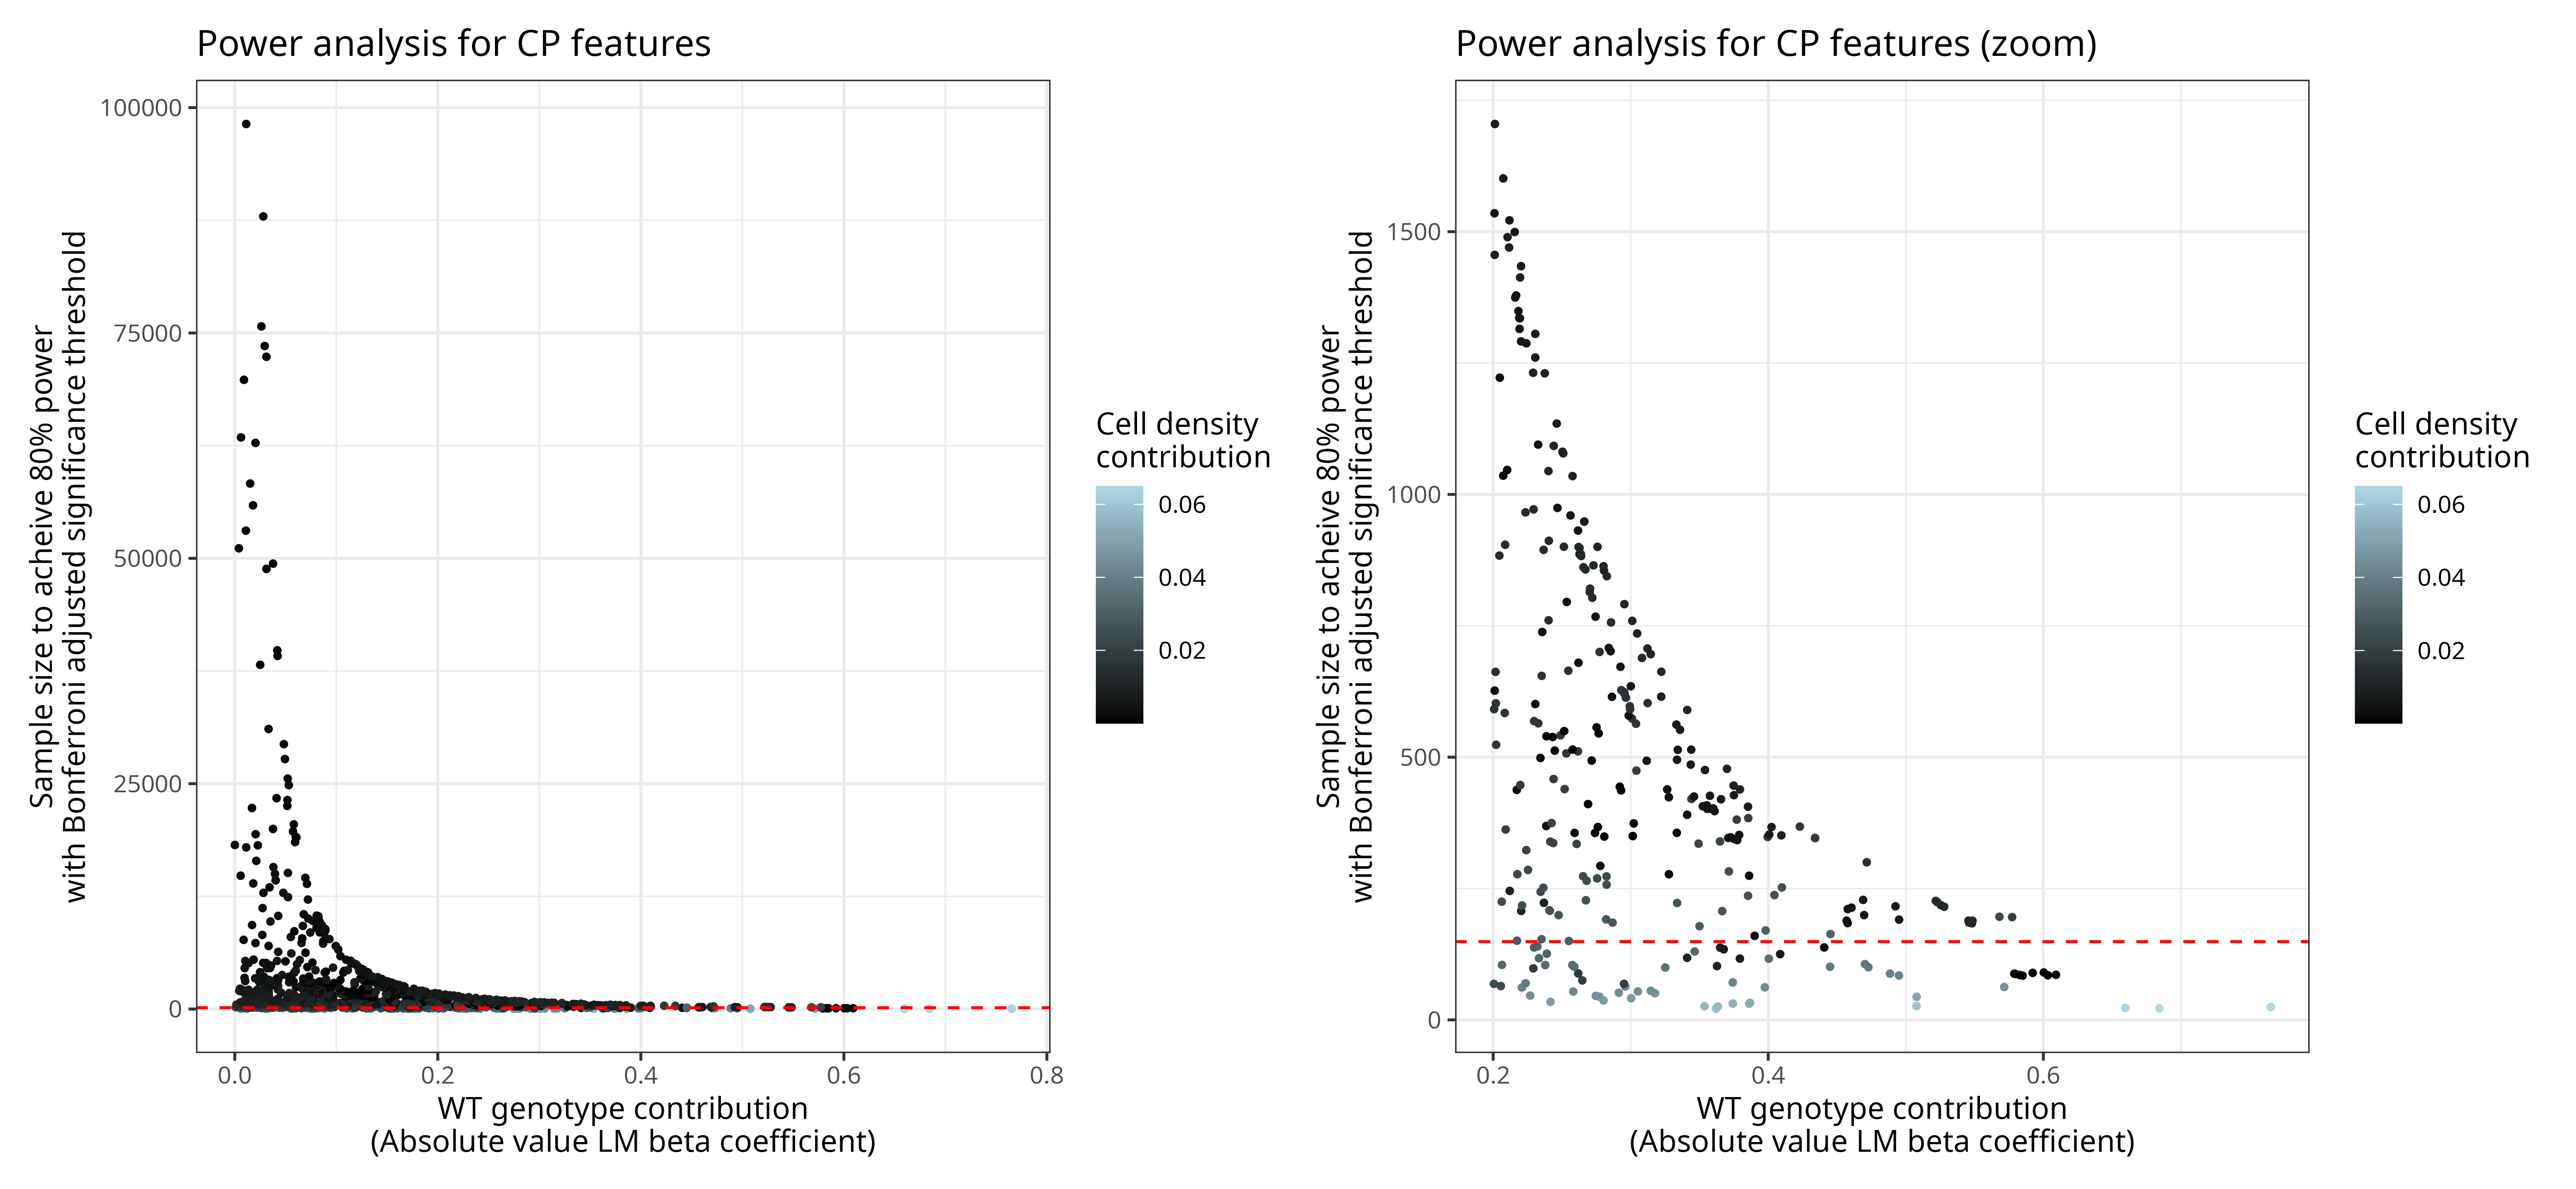 Power analysis for CP features
Sample size to acheive 80% power
with Bonferroni adjusted significance threshold
100000
75000
50000
25000
0
0.0
0.2
0.4
0.6
0.8
WT genotype contribution
(Absolute value LM beta coefficient)
Cell density
contribution
0.06
0.04
0.02
Power analysis for CP features (zoom)
Sample size to acheive 80% power
with Bonferroni adjusted significance threshold
1500
1000
500
0
0.2
0.4
0.6
WT genotype contribution
(Absolute value LM beta coefficient)
Cell density
contribution
0.06
0.04
0.02